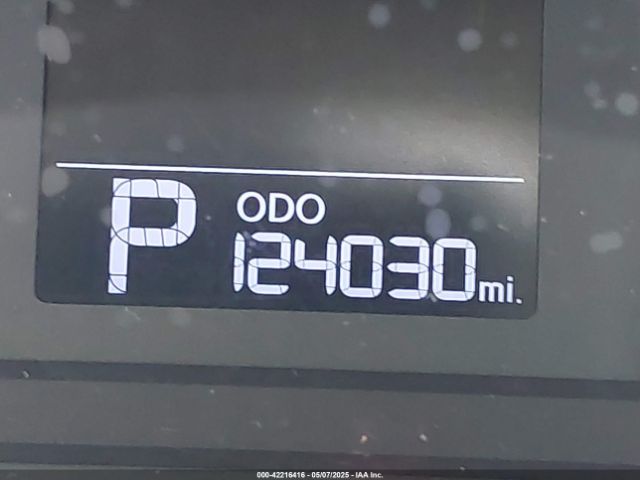 P
ODO
124030 mi.
000-42216416 - 05/07/2025 - IAA Inc.